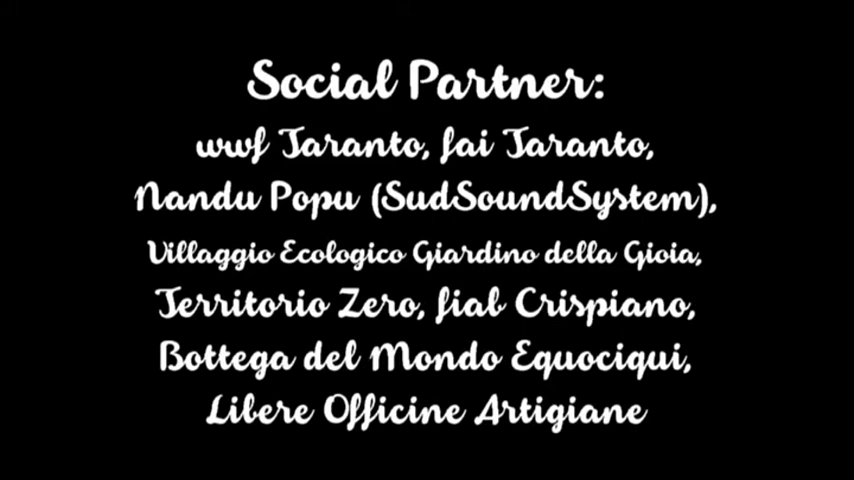 Social Partner:
wwf Taranto, fai Taranto,
Nandu Popu (SudSoundSystem),
Villaggio Ecologico Giardino della Gioia,
Territorio Zero, fiab Crispiano,
Bottega del Mondo Equociqui,
Libere Officine Artigiane